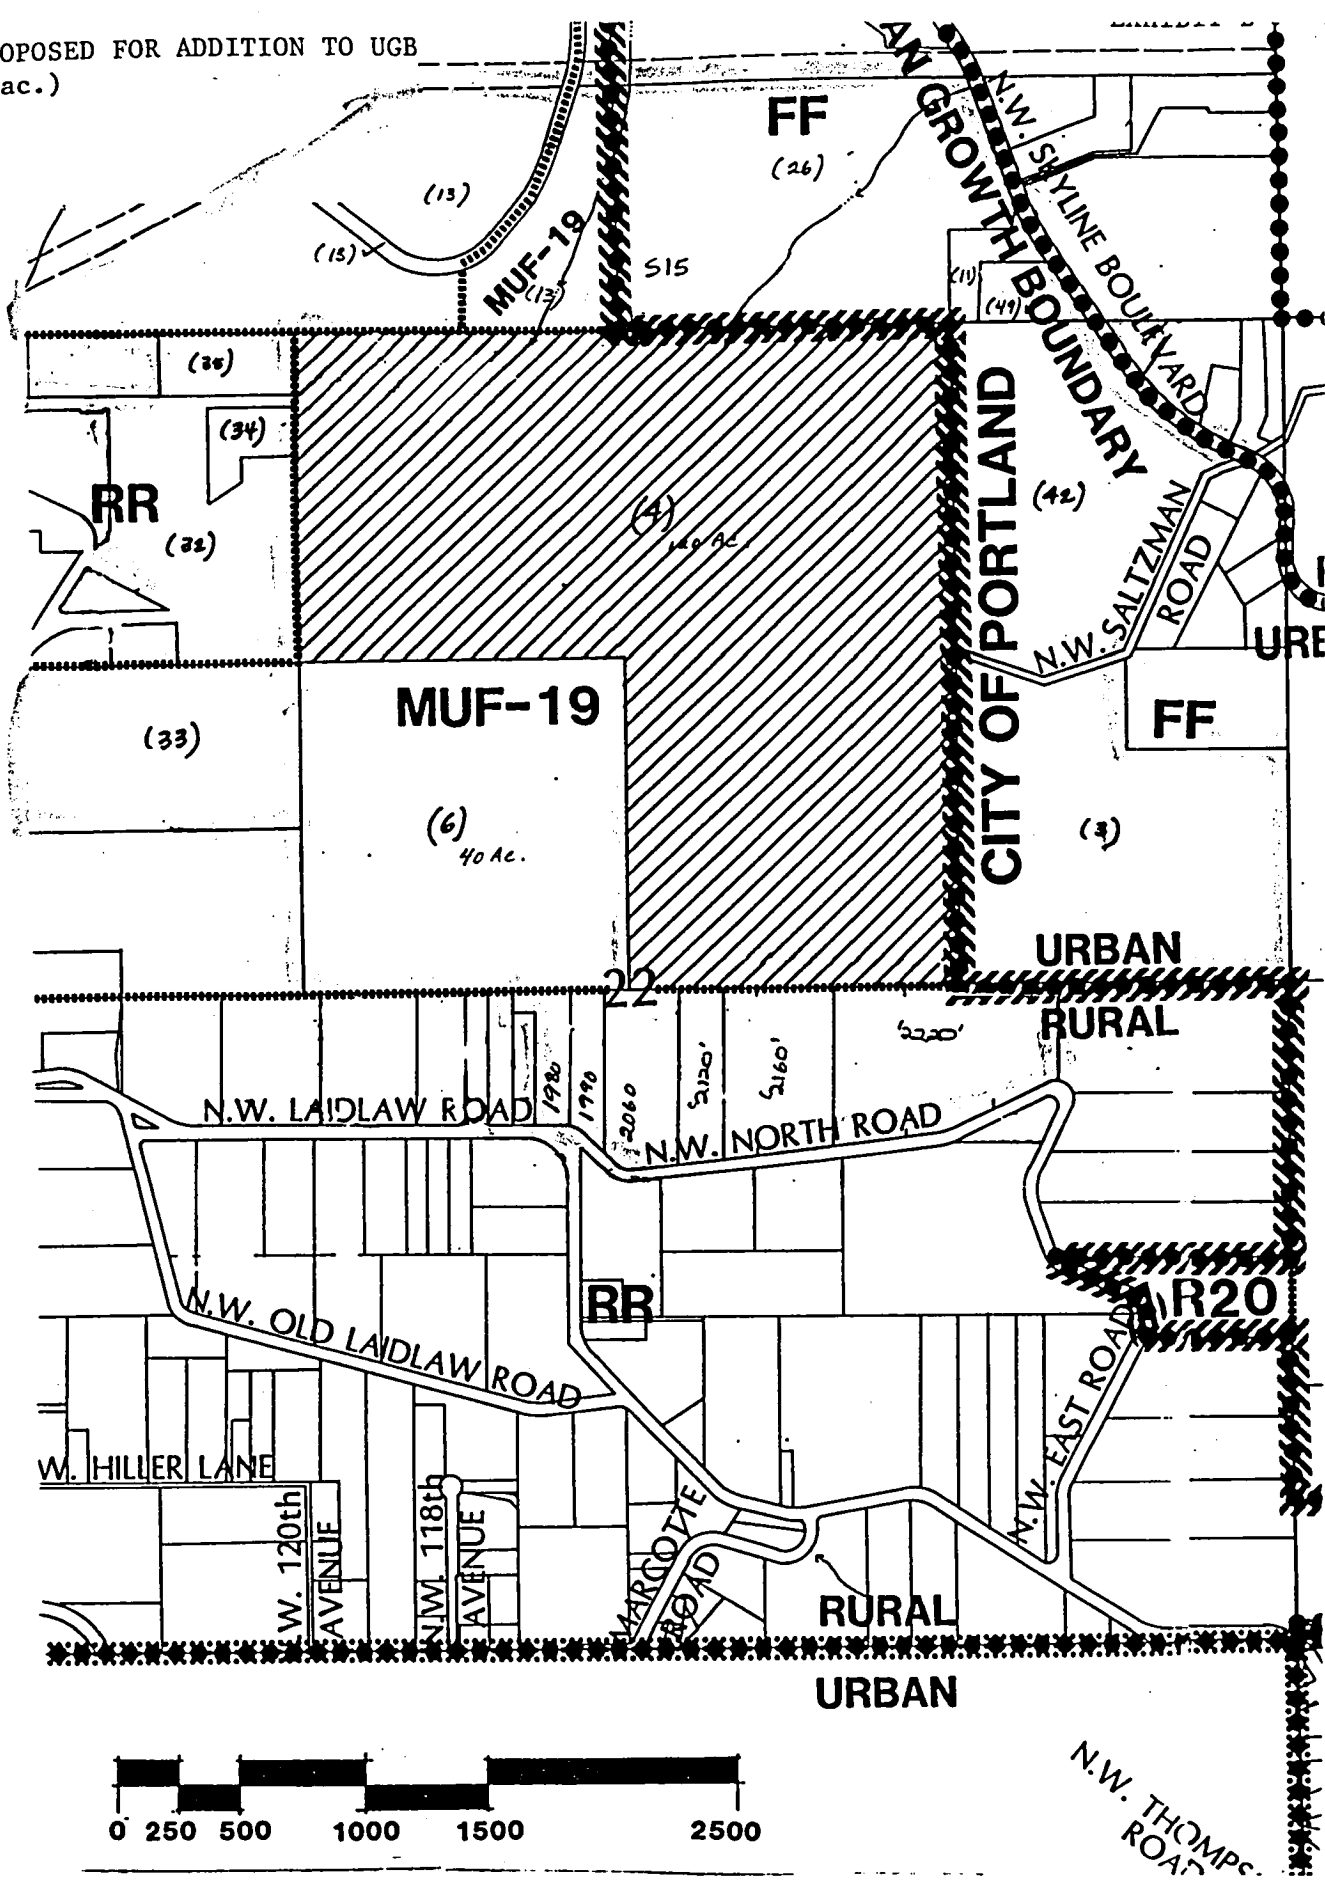 OPOSED FOR ADDITION TO UGB
ac.)
FF
(26)
AN GROWTH BOUNDARY
N.W. SKYLINE BOULEVARD
(13)
(13)
MUF-19
(13)
S15
(11)
(49)
(35)
(34)
RR
(32)
(4)
120 Ac.
CITY OF PORTLAND
(42)
N.W. SALTZMAN
ROAD
URB
FF
(33)
MUF-19
(6)
40 Ac.
(3)
URBAN
22
RURAL
'2220'
1980
1990
2060
'2120'
'2160'
N.W. LAIDLAW ROAD
N.W. NORTH ROAD
R20
RR
N.W. OLD LAIDLAW ROAD
N.W. EAST ROAD
W. HILLER LANE
W. 120th
AVENUE
N.W. 118th
AVENUE
MARCOTTE
ROAD
RURAL
URBAN
0 250 500 1000 1500 2500
N.W. THOMPS
ROAD